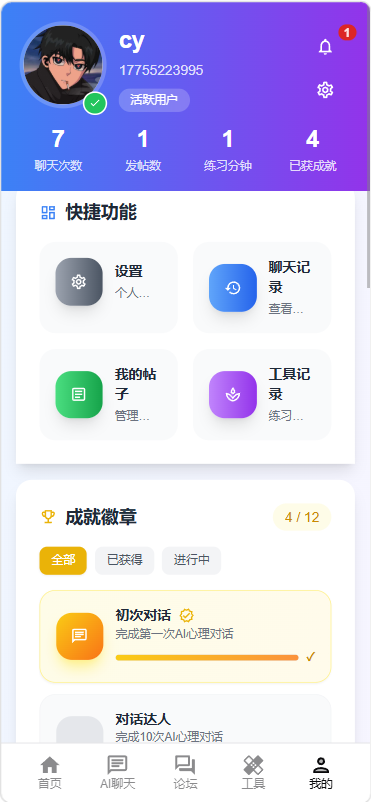 cy
1
17755223995
活跃用户
7
1
1
4
聊天次数
发帖数
练习分钟
已获成就
快捷功能
设置
个人...
聊天记
录
查看...
我的帖
子
管理...
工具记
录
练习...
成就徽章
4 / 12
全部
已获得
进行中
初次对话
完成第一次AI心理对话
✓
对话达人
完成10次AI心理对话
首页
AI聊天
论坛
工具
我的